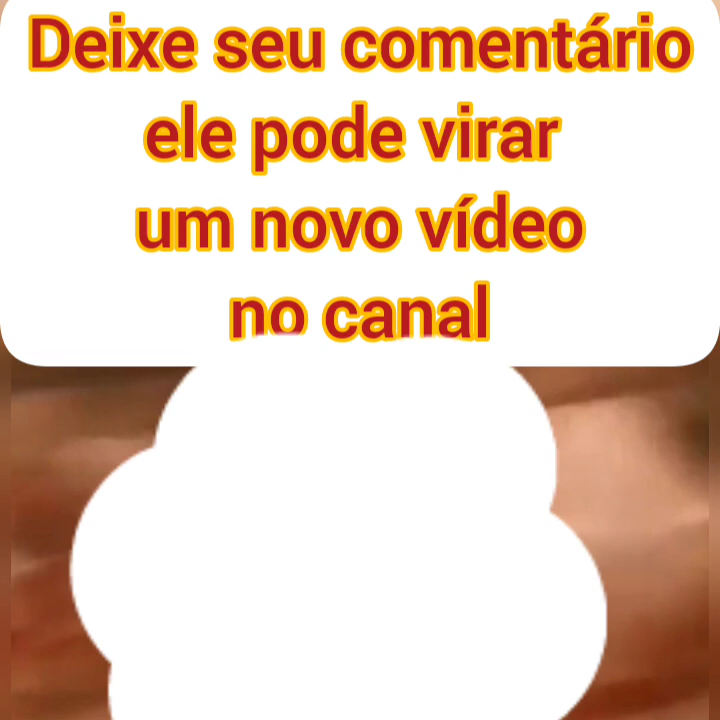 Deixe seu comentário
ele pode virar
um novo vídeo
no canal